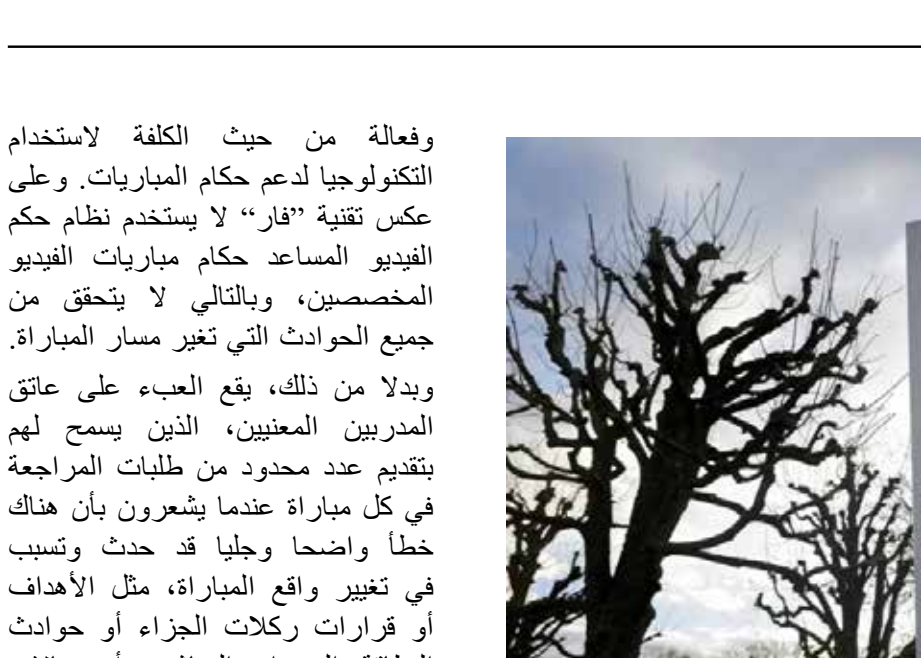 وفعالة من حيث الكلفة لاستخدام
التكنولوجيا لدعم حكام المباريات. وعلى
عكس تقنية ”فار“ لا يستخدم نظام حكم
الفيديو المساعد حكام مباريات الفيديو
المخصصين، وبالتالي لا يتحقق من
جميع الحوادث التي تغير مسار المباراة.
وبدلا من ذلك، يقع العبء على عاتق
المدربين المعنيين، الذين يسمح لهم
بتقديم عدد محدود من طلبات المراجعة
في كل مباراة عندما يشعرون بأن هناك
خطأ واضحا وجليا قد حدث وتسبب
في تغيير واقع المباراة، مثل الأهداف
أو قرارات ركلات الجزاء أو حوادث